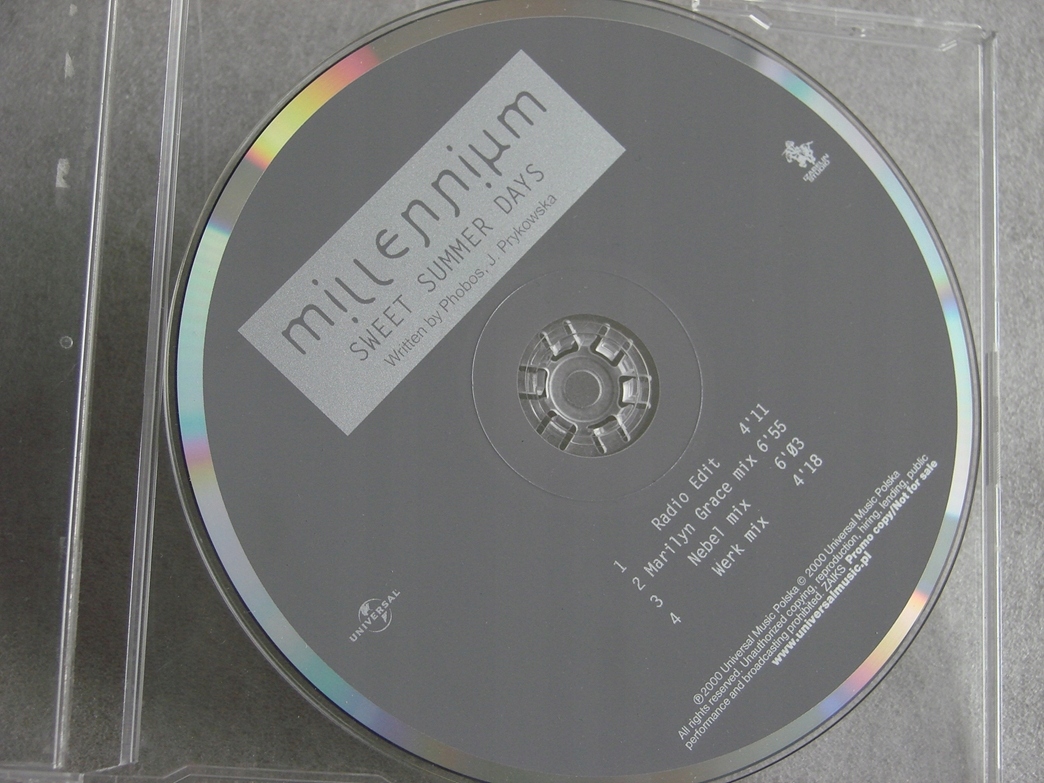 millennium
SWEET SUMMER DAYS
Written by Phobos, J. Prykowska
1 Radio Edit 4'11
2 Marilyn Grace mix 6'55
3 Nebel mix 6'03
4 Werk mix 4'18
UNIVERSAL
℗2000 Universal Music Polska © 2000 Universal Music Polska
All rights reserved. Unauthorized copying, reproduction, hiring, lending, public
performance and broadcasting prohibited. ZAIKS Promo copy/Not for sale
www.universalmusic.pl